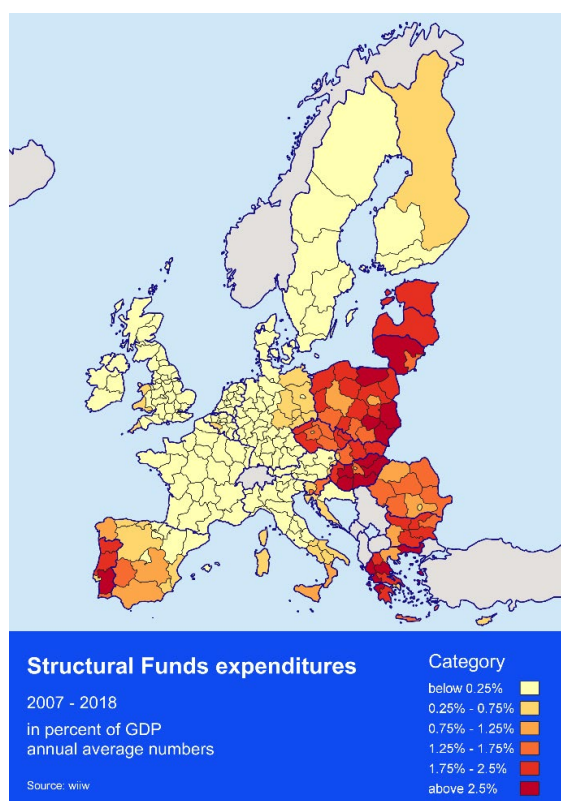 Structural Funds expenditures
2007 - 2018
in percent of GDP
annual average numbers
Source: wiiw
Category
below 0.25%
0.25% - 0.75%
0.75% - 1.25%
1.25% - 1.75%
1.75% - 2.5%
above 2.5%